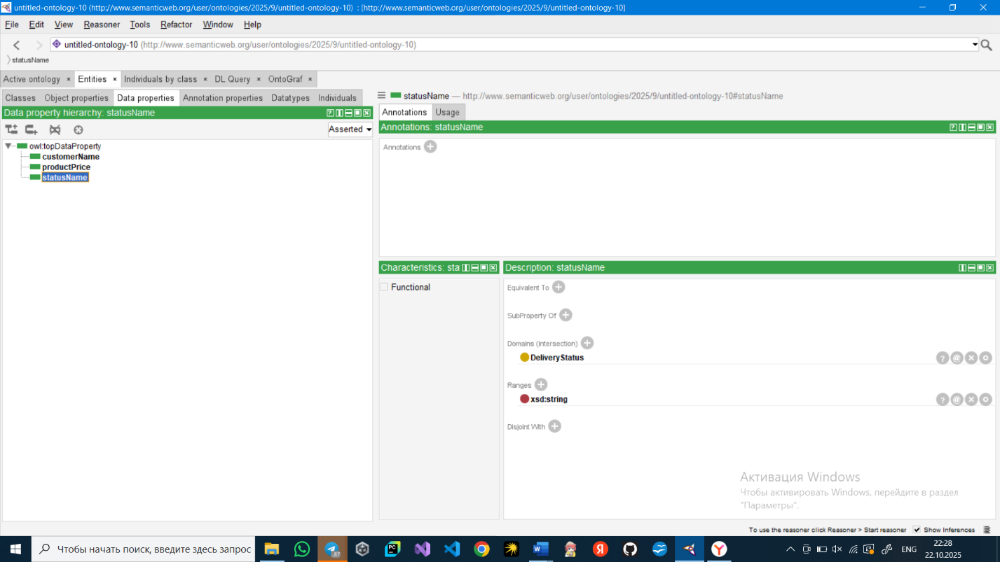 untitled-ontology-10 (http://www.semanticweb.org/user/ontologies/2025/9/untitled-ontology-10) : [http://www.semanticweb.org/user/ontologies/2025/9/untitled-ontology-10]
File Edit View Reasoner Tools Refactor Window Help
untitled-ontology-10 (http://www.semanticweb.org/user/ontologies/2025/9/untitled-ontology-10)
statusName
Active ontology × Entities × Individuals by class × DL Query × OntoGraf ×
Classes Object properties Data properties Annotation properties Datatypes Individuals
Data property hierarchy: statusName
Asserted
owl:topDataProperty
customerName
productPrice
statusName
statusName — http://www.semanticweb.org/user/ontologies/2025/9/untitled-ontology-10#statusName
Annotations Usage
Annotations: statusName
Annotations
Characteristics: sta
Functional
Description: statusName
Equivalent To
SubProperty Of
Domains (intersection)
DeliveryStatus
Ranges
xsd:string
Disjoint With
Активация Windows
Чтобы активировать Windows, перейдите в раздел
"Параметры".
To use the reasoner click Reasoner > Start reasoner Show Inferences
Чтобы начать поиск, введите здесь запрос
PC
87
W
Я
Y
ENG
22:28
22.10.2025